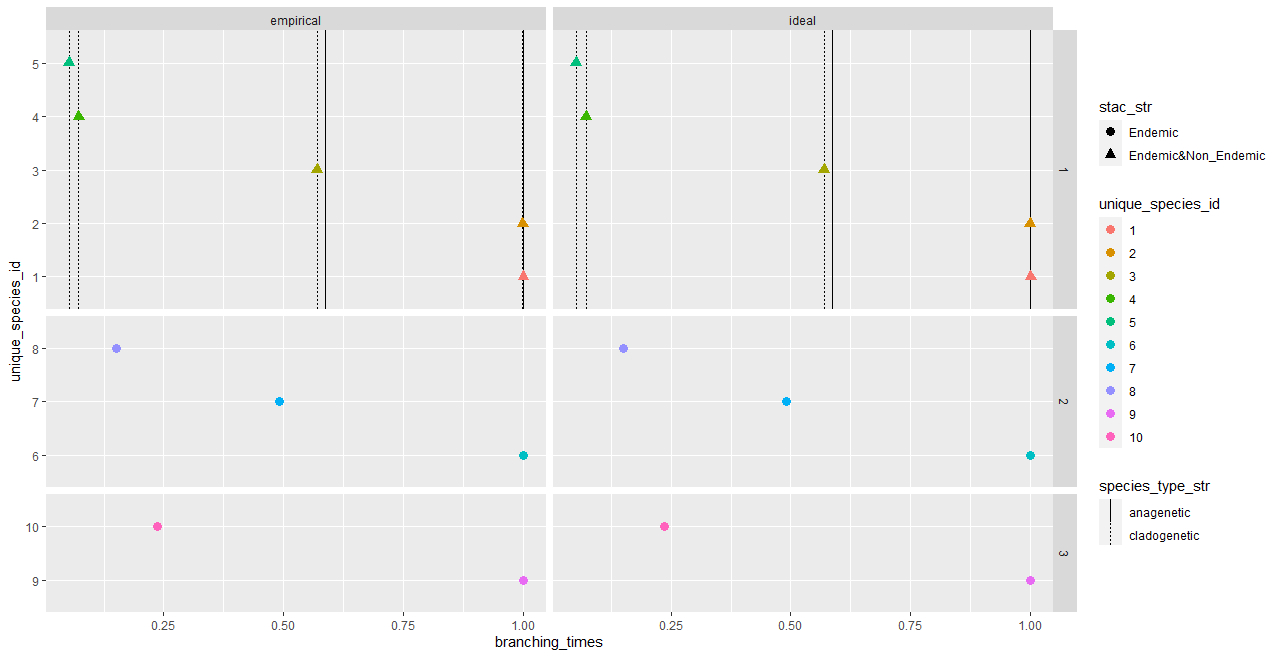 empirical
ideal
unique_species_id
5
4
3
2
1
1
8
7
6
2
10
9
3
0.25 0.50 0.75 1.00
0.25 0.50 0.75 1.00
branching_times
stac_str
Endemic
Endemic&Non_Endemic
unique_species_id
1
2
3
4
5
6
7
8
9
10
species_type_str
anagenetic
cladogenetic